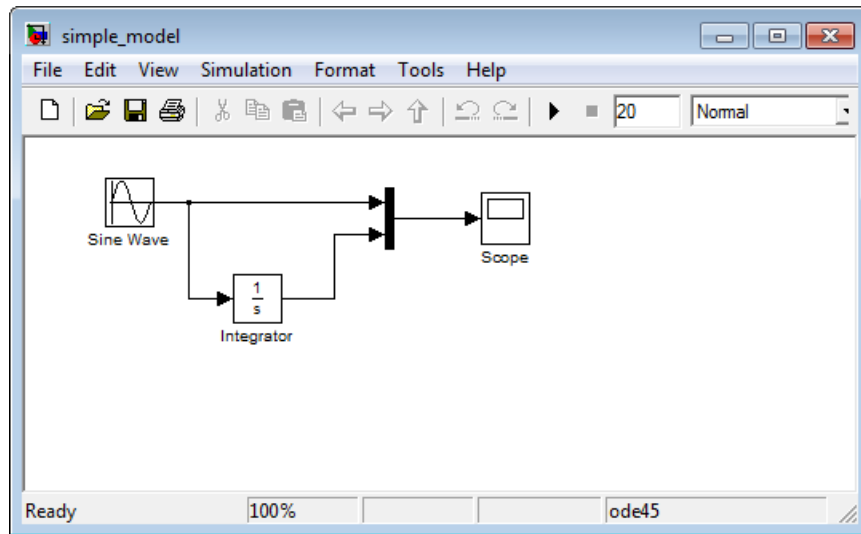 simple_model
File Edit View Simulation Format Tools Help
20 Normal
Sine Wave
Scope
1
s
Integrator
Ready 100% ode45